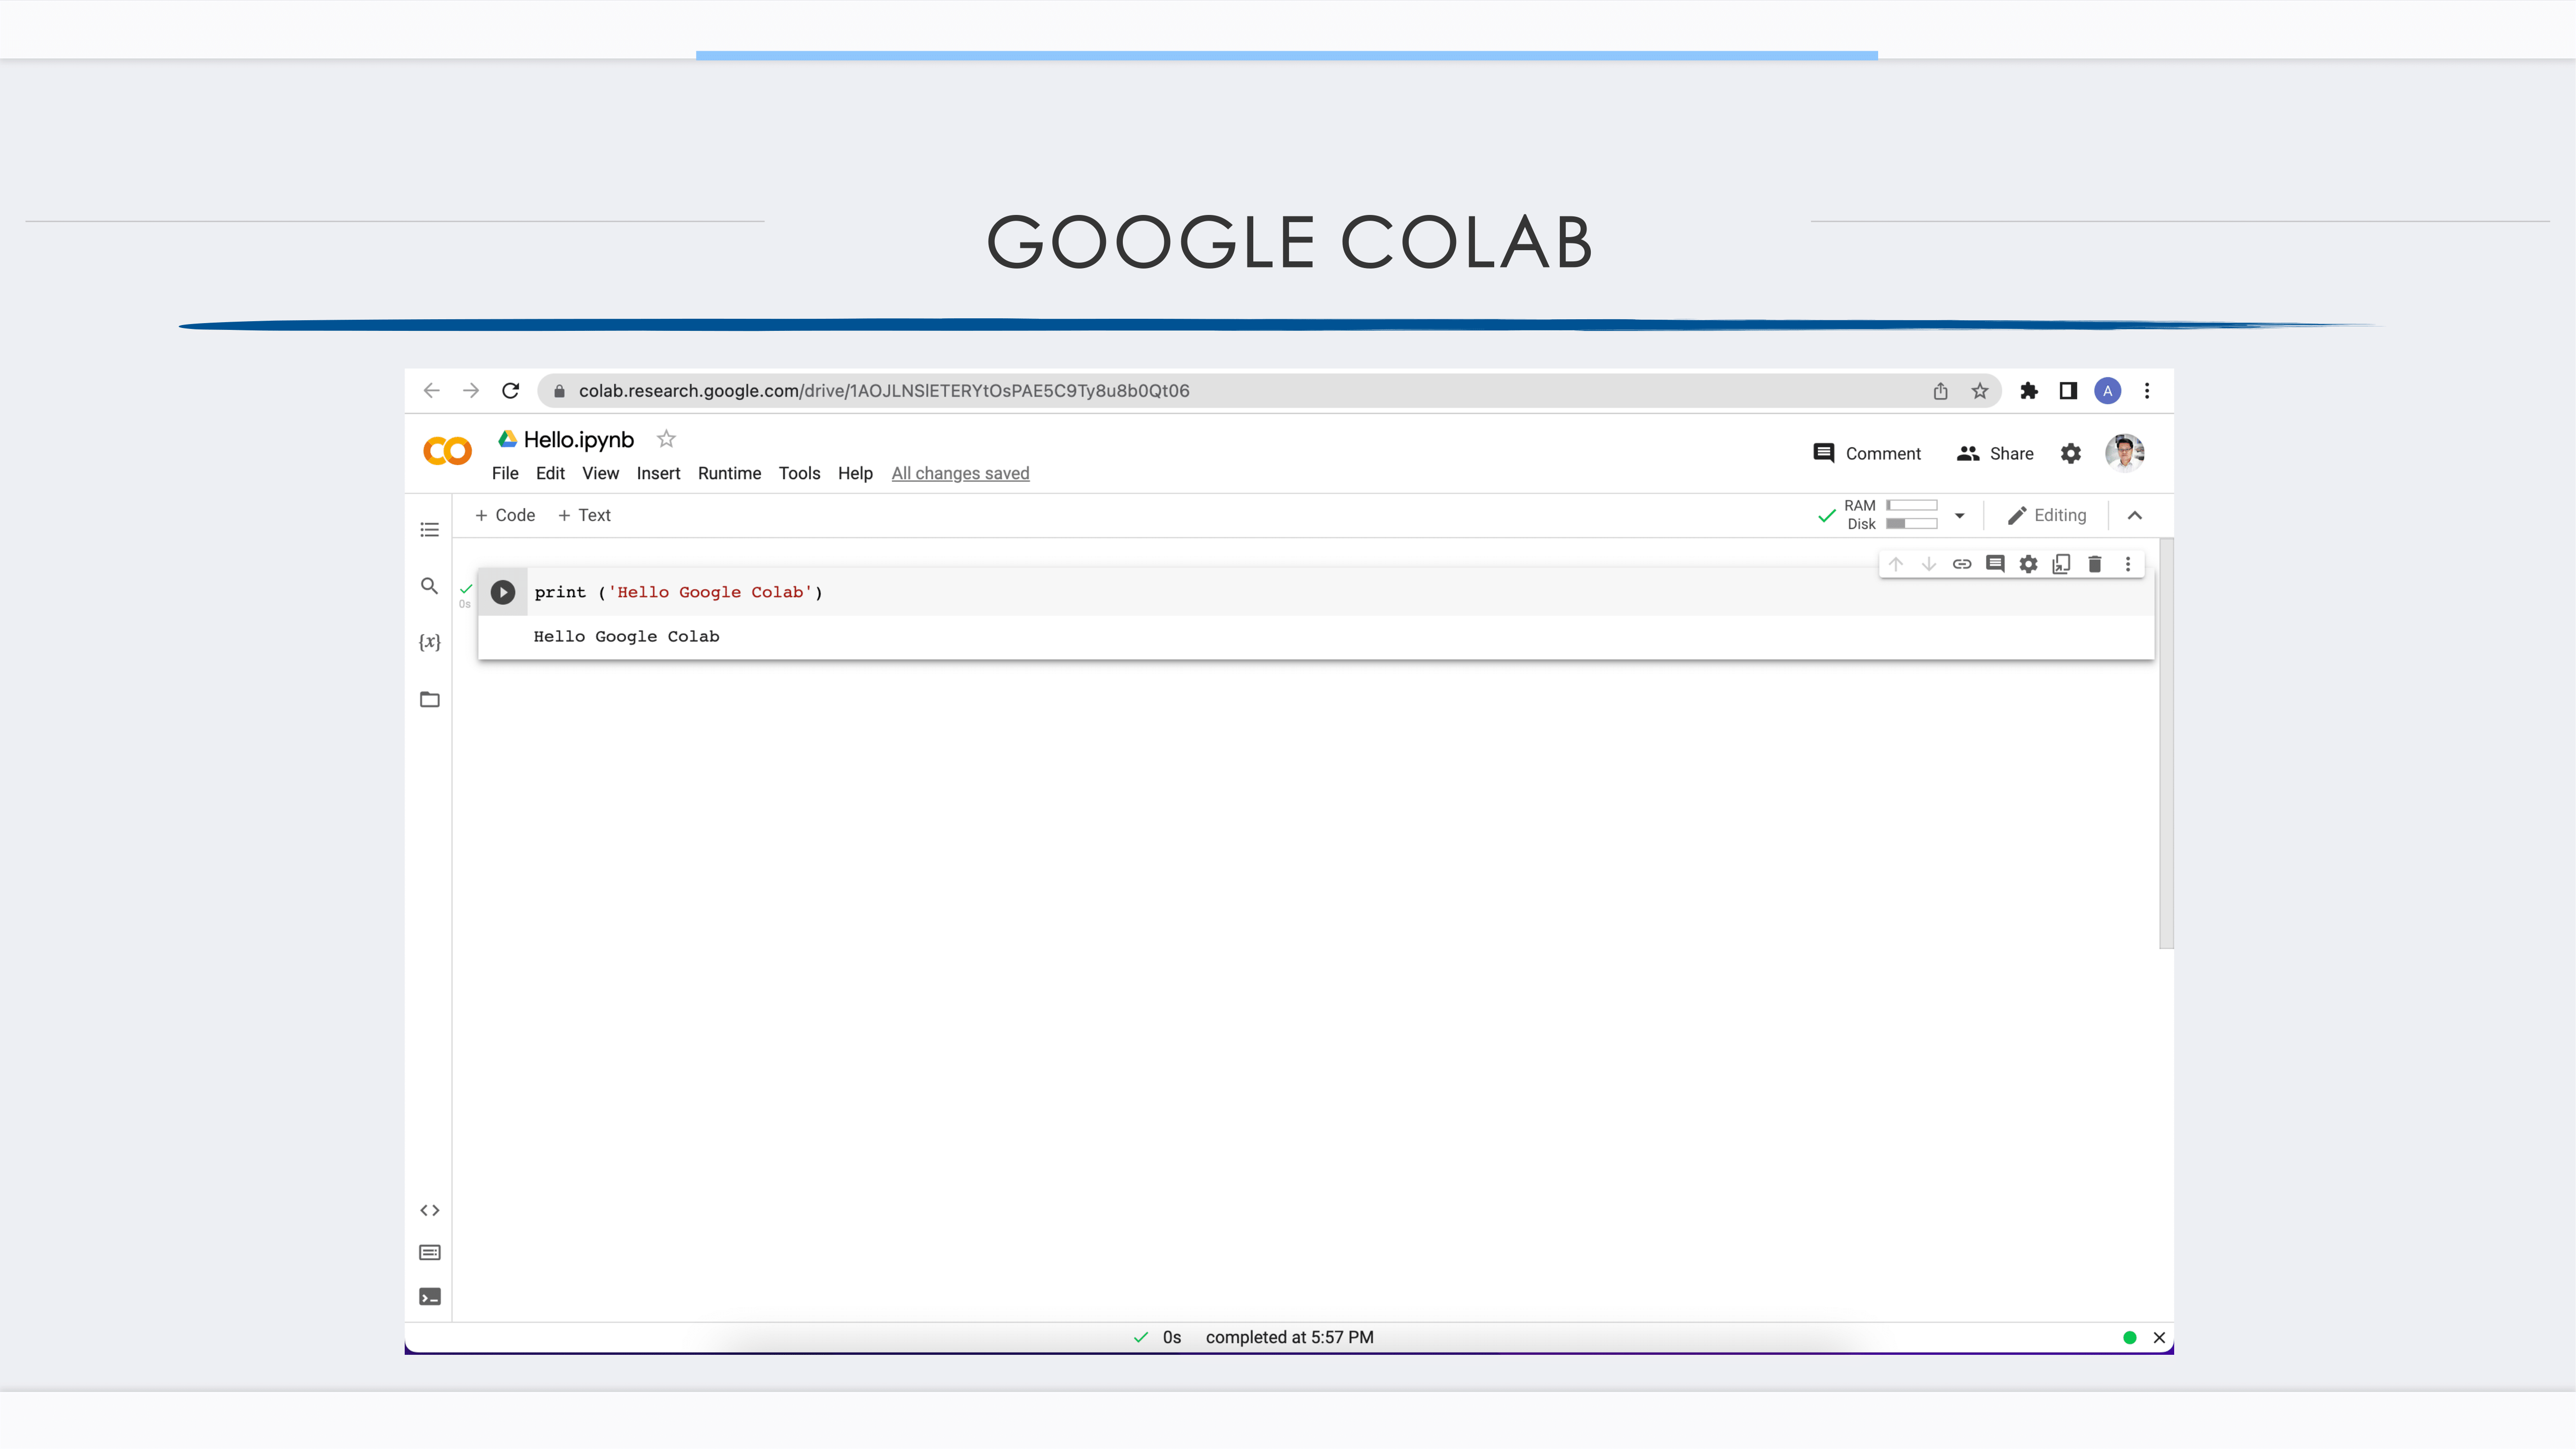 GOOGLE COLAB
colab.research.google.com/drive/1AOJLNSlETERYtOsPAE5C9Ty8u8b0Qt06
A
Hello.ipynb
File Edit View Insert Runtime Tools Help All changes saved
Comment Share
+ Code + Text
RAM
Disk
Editing
0s
print ('Hello Google Colab')
Hello Google Colab
{x}
0s completed at 5:57 PM